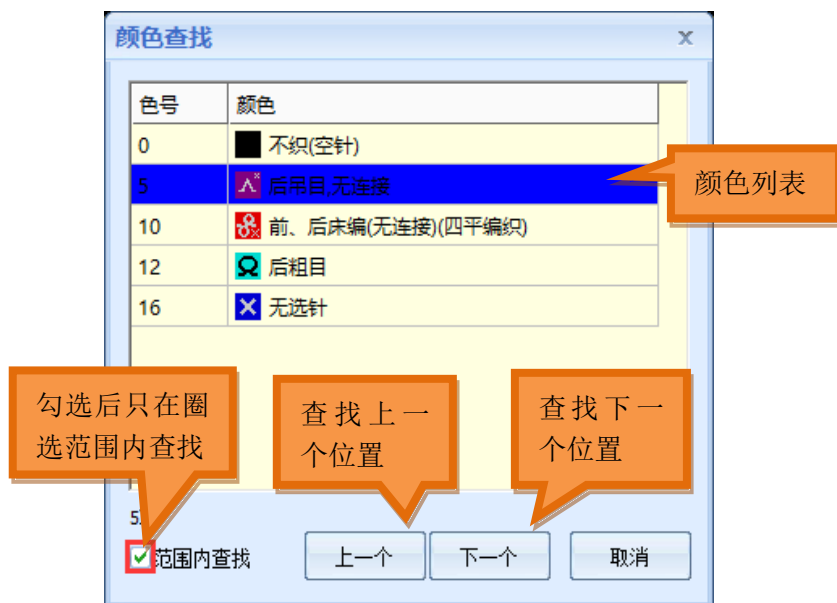 颜色查找
色号 颜色
0 不织(空针)
5 后吊目,无连接
颜色列表
10 前、后床编(无连接)(四平编织)
12 后粗目
16 无选针
勾选后只在圈
选范围内查找
查找上一
个位置
查找下一
个位置
范围内查找 上一个 下一个 取消